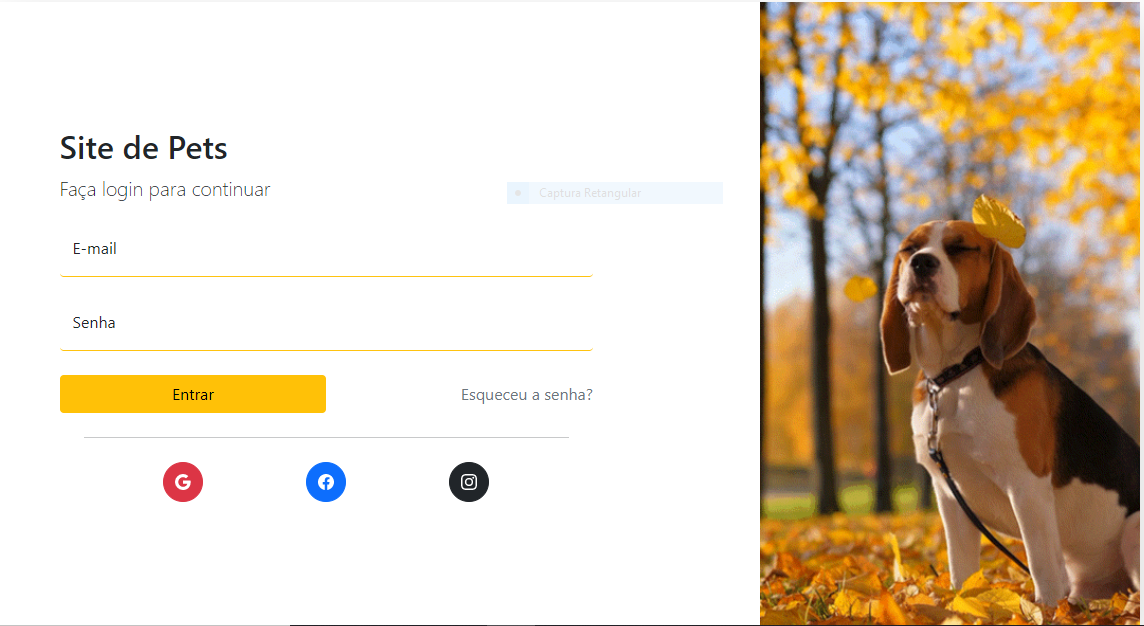 Site de Pets
Faça login para continuar
Captura Retangular
E-mail
Senha
Entrar
Esqueceu a senha?
G